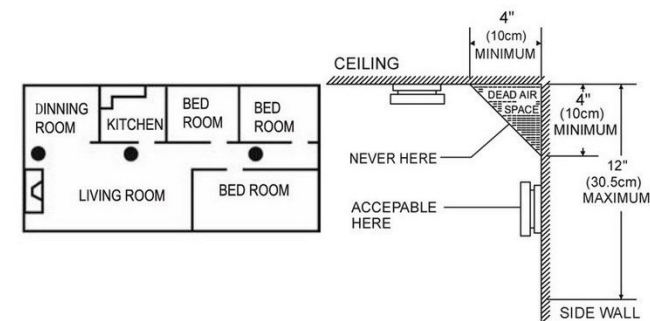 DINNING
ROOM
KITCHEN
BED
ROOM
BED
ROOM
LIVING ROOM
BED ROOM
4"
(10cm)
MINIMUM
CEILING
DEAD AIR
SPACE
4"
(10cm)
MINIMUM
NEVER HERE
12"
(30.5cm)
MAXIMUM
ACCEPABLE
HERE
SIDE WALL